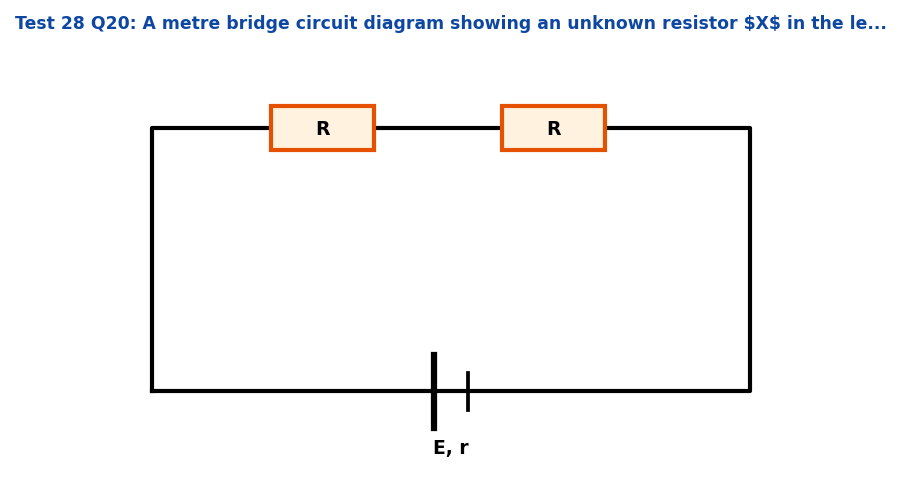 Test 28 Q20: A metre bridge circuit diagram showing an unknown resistor $X$ in the le...
R R
E, r